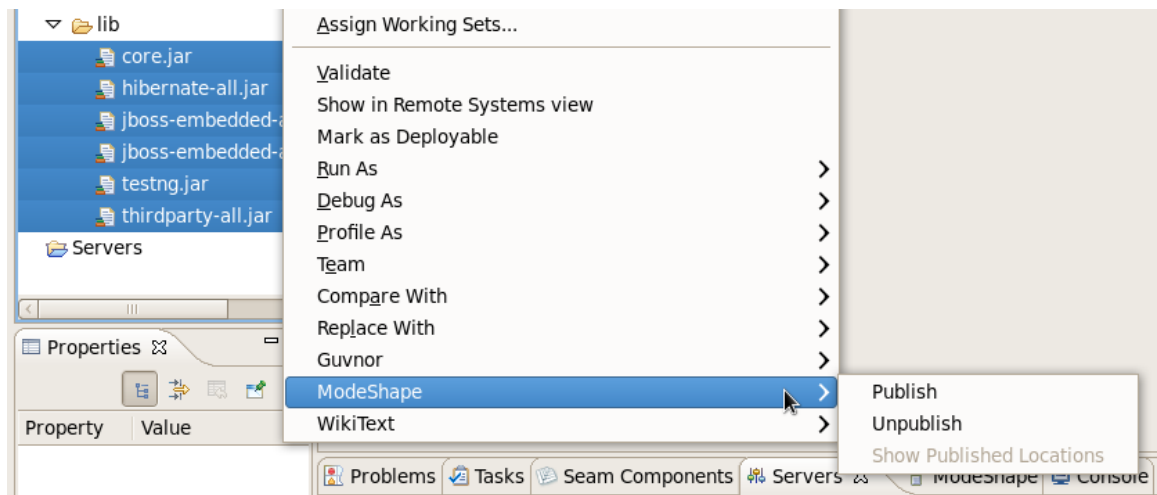 lib
core.jar
hibernate-all.jar
jboss-embedded-a
jboss-embedded-a
testng.jar
thirdparty-all.jar
Servers
Assign Working Sets...
Validate
Show in Remote Systems view
Mark as Deployable
Run As
Debug As
Profile As
Team
Compare With
Replace With
Guvnor
ModeShape
WikiText
Publish
Unpublish
Show Published Locations
Properties
Property Value
Problems Tasks Seam Components Servers ModeShape Console